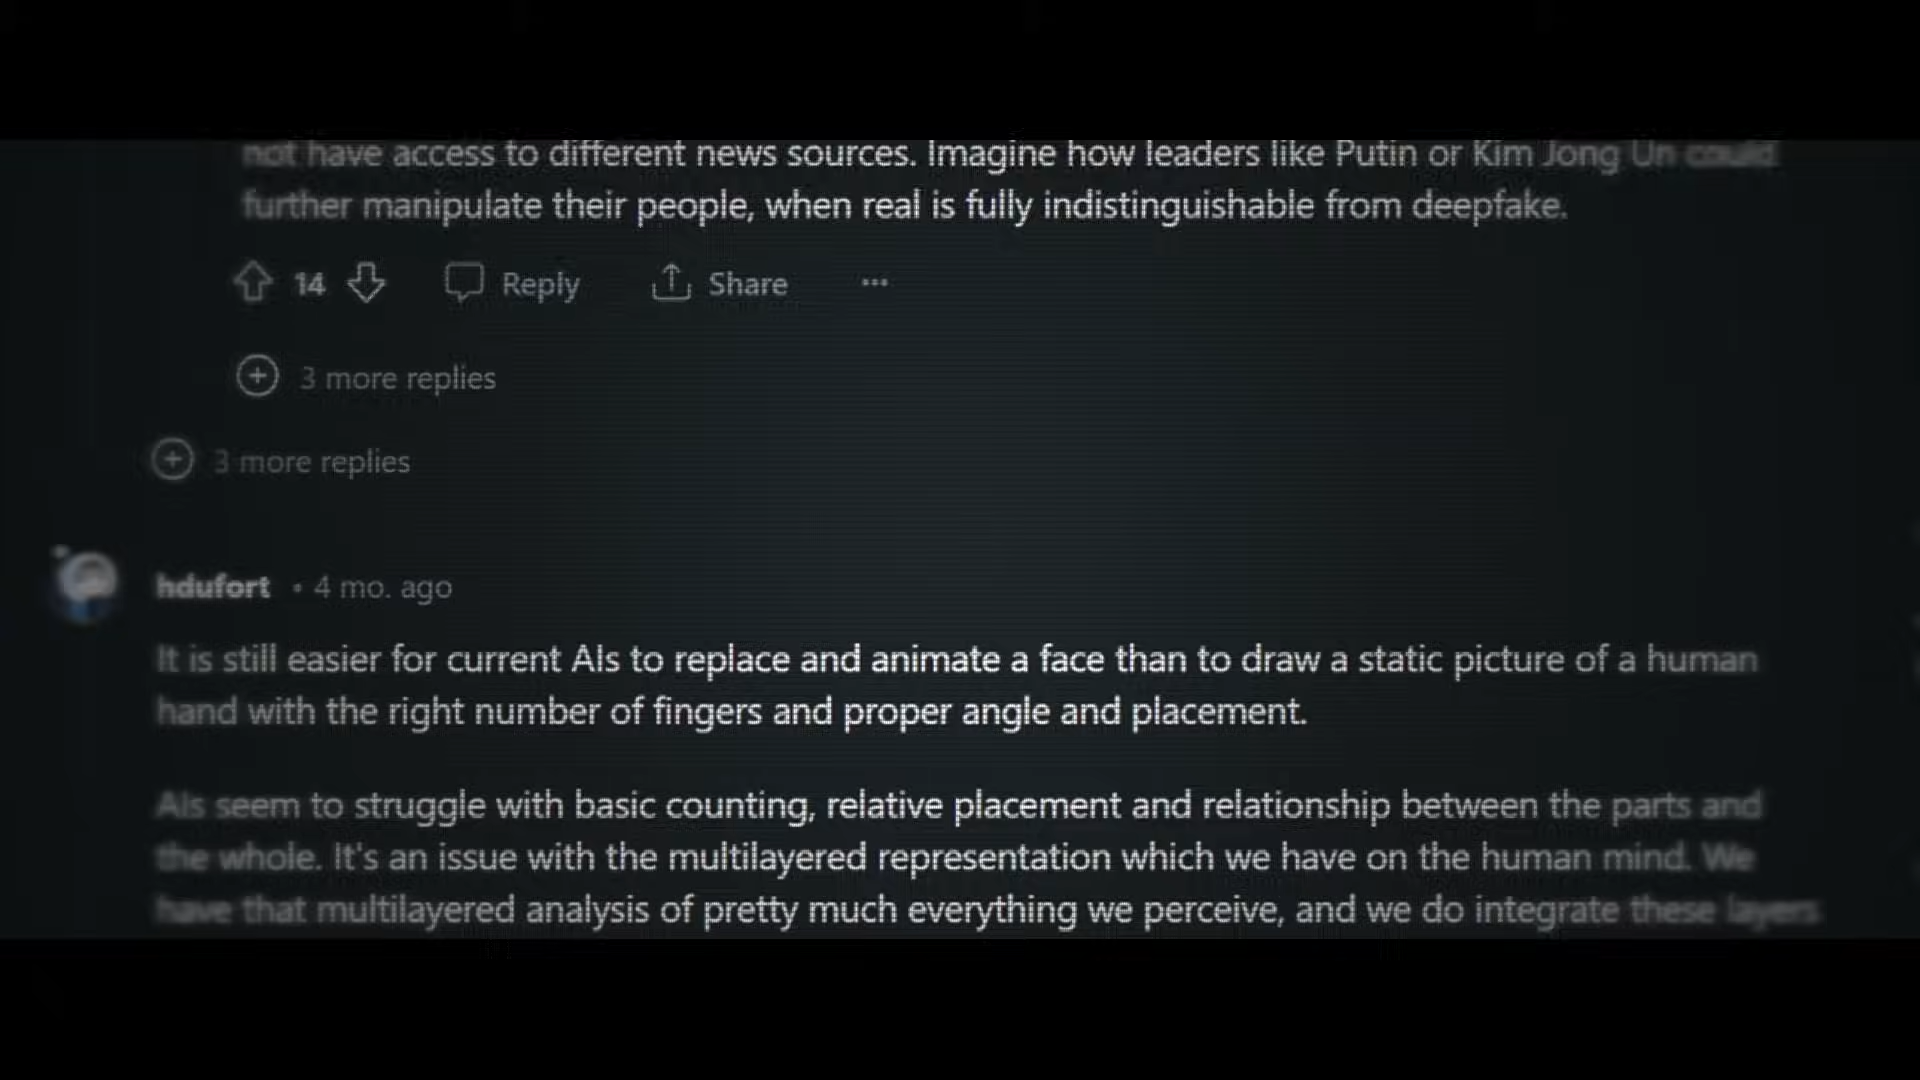 not have access to different news sources. Imagine how leaders like Putin or Kim Jong Un could
further manipulate their people, when real is fully indistinguishable from deepfake.
14 Reply Share ···
3 more replies
3 more replies
hdufort • 4 mo. ago
It is still easier for current AIs to replace and animate a face than to draw a static picture of a human
hand with the right number of fingers and proper angle and placement.
AIs seem to struggle with basic counting, relative placement and relationship between the parts and
the whole. It's an issue with the multilayered representation which we have on the human mind. We
have that multilayered analysis of pretty much everything we perceive, and we do integrate these layers